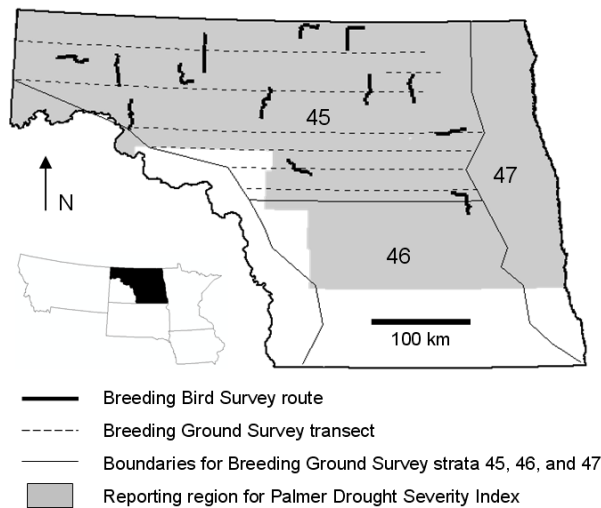 45
47
N
46
100 km
Breeding Bird Survey route
Breeding Ground Survey transect
Boundaries for Breeding Ground Survey strata 45, 46, and 47
Reporting region for Palmer Drought Severity Index